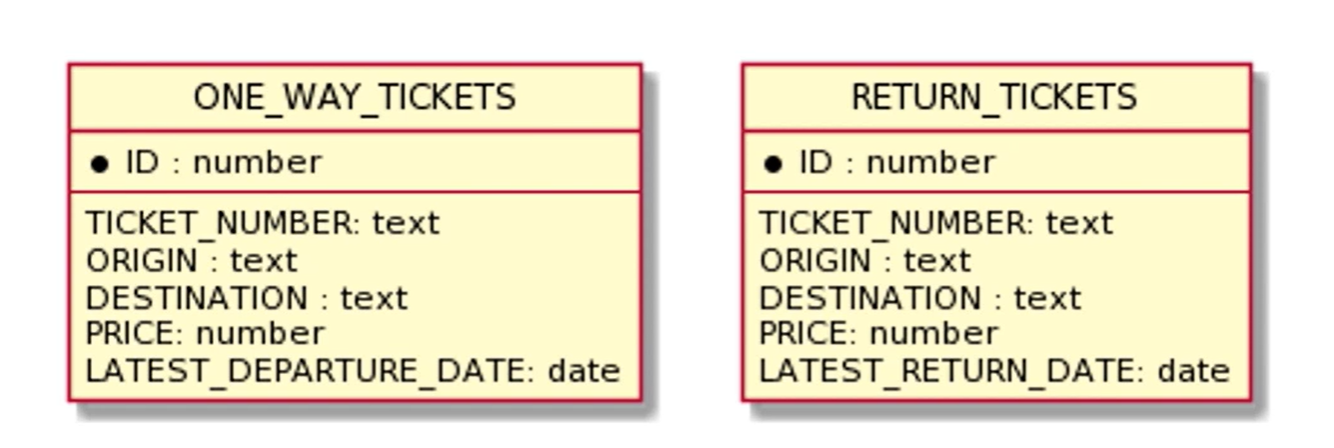 ONE_WAY_TICKETS
ID : number
TICKET_NUMBER: text
ORIGIN : text
DESTINATION : text
PRICE: number
LATEST_DEPARTURE_DATE: date
RETURN_TICKETS
ID : number
TICKET_NUMBER: text
ORIGIN : text
DESTINATION : text
PRICE: number
LATEST_RETURN_DATE: date